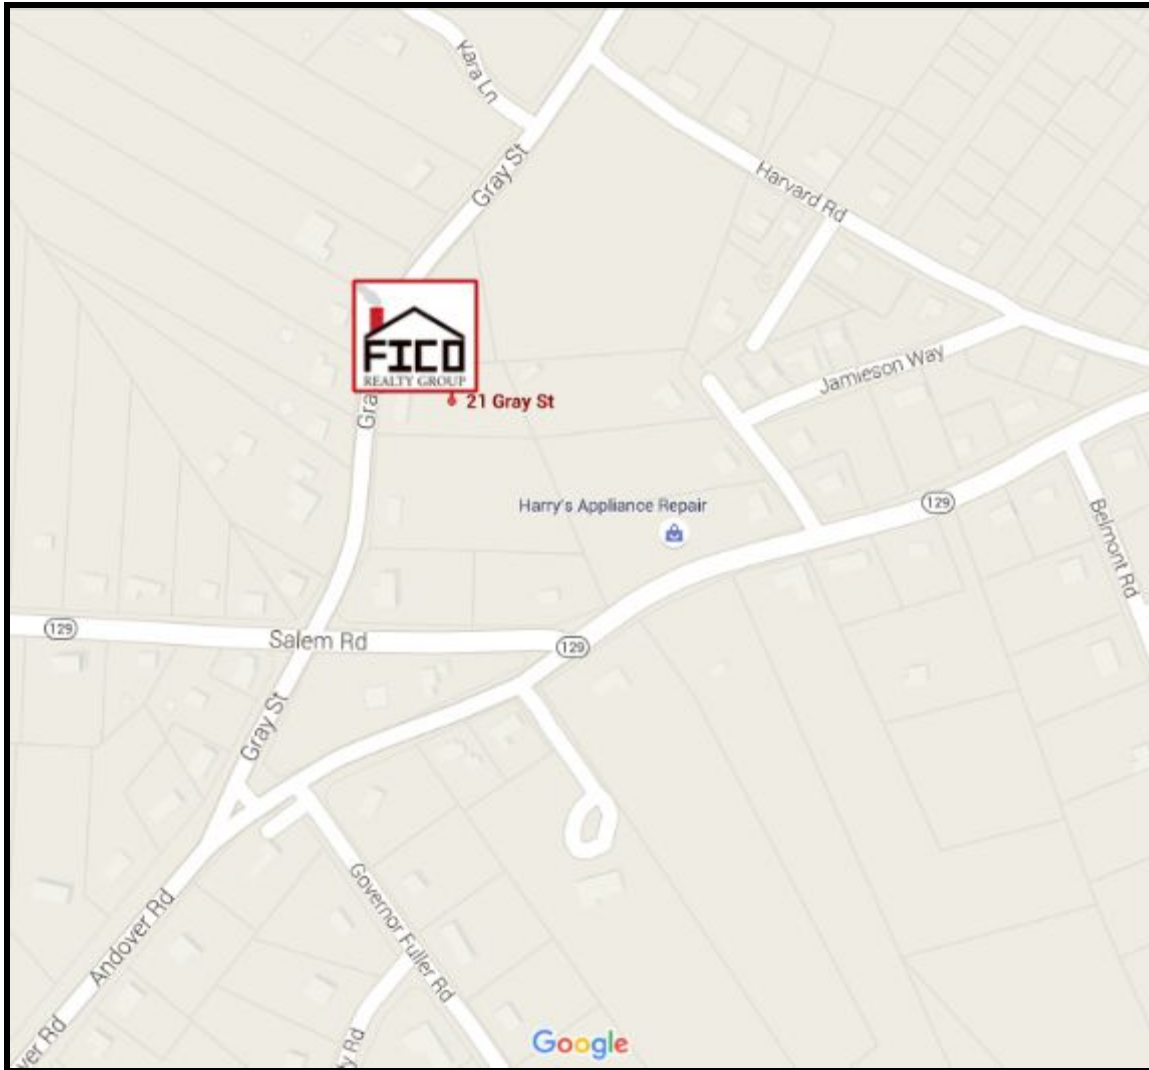 Kara Ln
Gray St
Harvard Rd
FICO
REALTY GROUP
Jamieson Way
Gra
21 Gray St
129
Harry's Appliance Repair
Belmont Rd
129
Salem Rd
129
Gray St
Andover Rd
Governor Fuller Rd
ver Rd
y Rd
Google